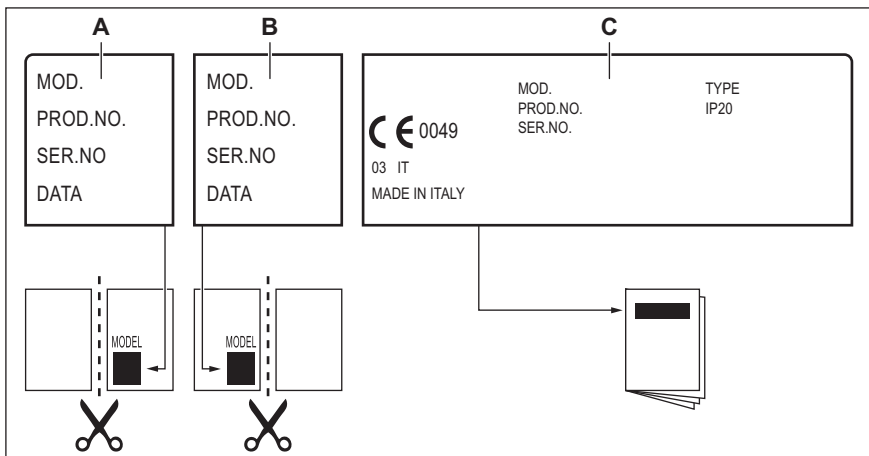 A
B
C
MOD.
PROD.NO.
SER.NO
DATA
MOD.
PROD.NO.
SER.NO
DATA
MOD.
PROD.NO.
SER.NO.
TYPE
IP20
CE 0049
03 IT
MADE IN ITALY
MODEL
MODEL